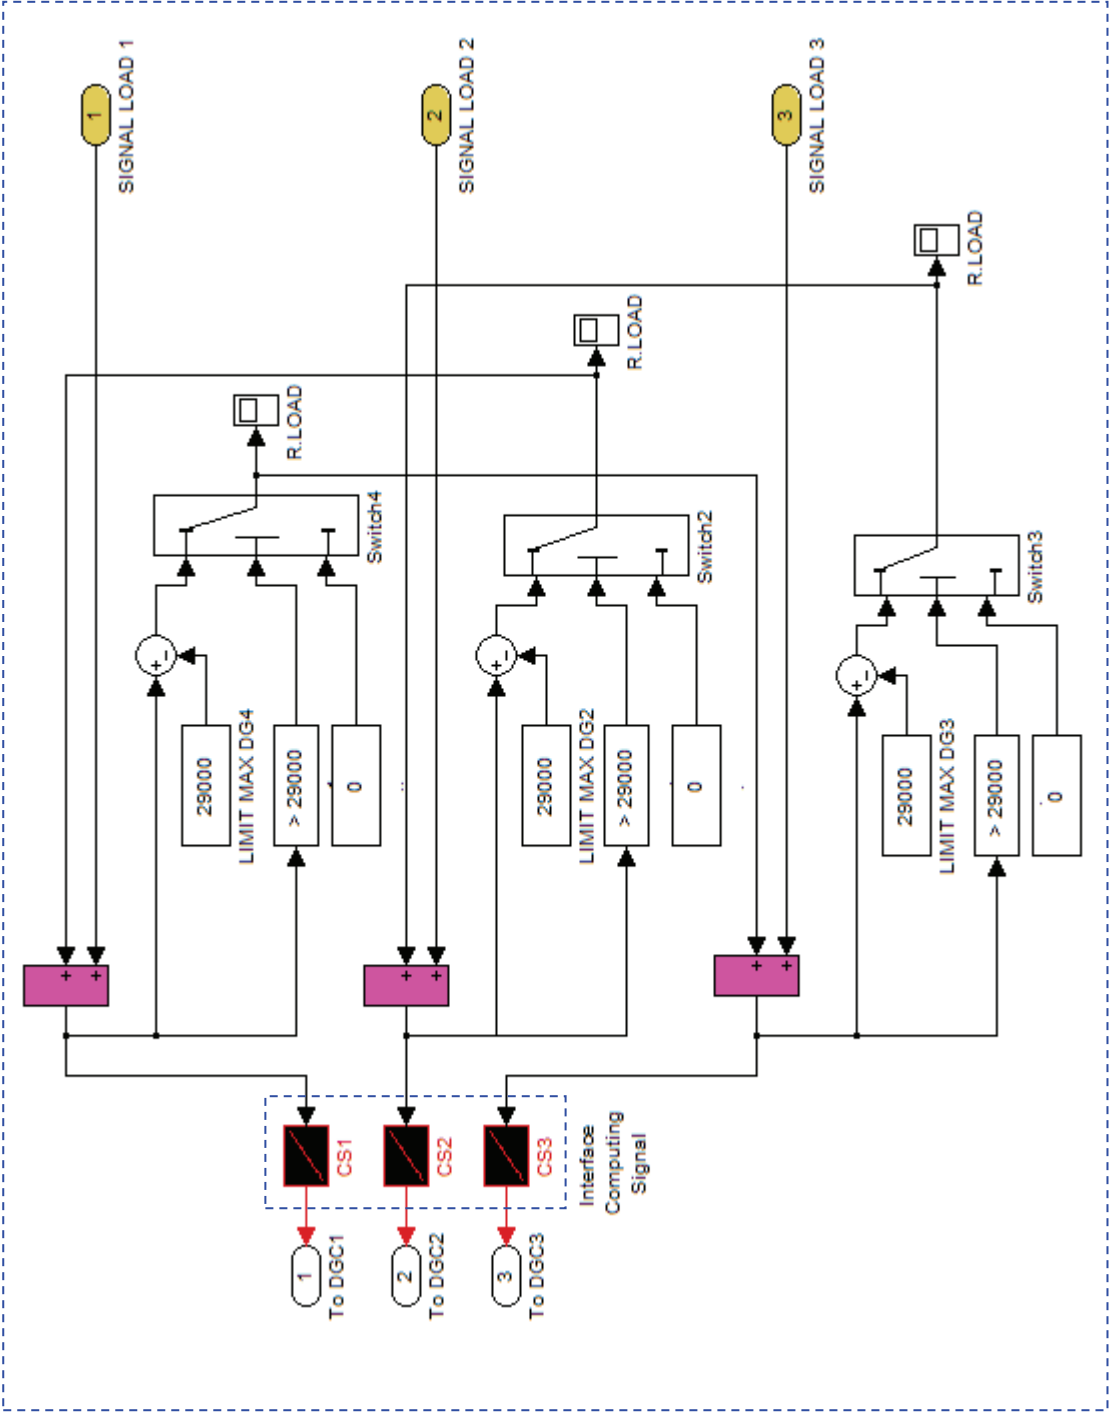 1
SIGNAL LOAD 1
2
SIGNAL LOAD 2
3
SIGNAL LOAD 3
R.LOAD
R.LOAD
R.LOAD
Switch4
Switch2
Switch3
+
-
+
-
+
-
29000
LIMIT MAX DG4
> 29000
0
29000
LIMIT MAX DG2
> 29000
0
29000
LIMIT MAX DG3
> 29000
0
+
+
+
+
+
+
CS1
CS2
CS3
Interface
Computing
Signal
1
To DGC1
2
To DGC2
3
To DGC3